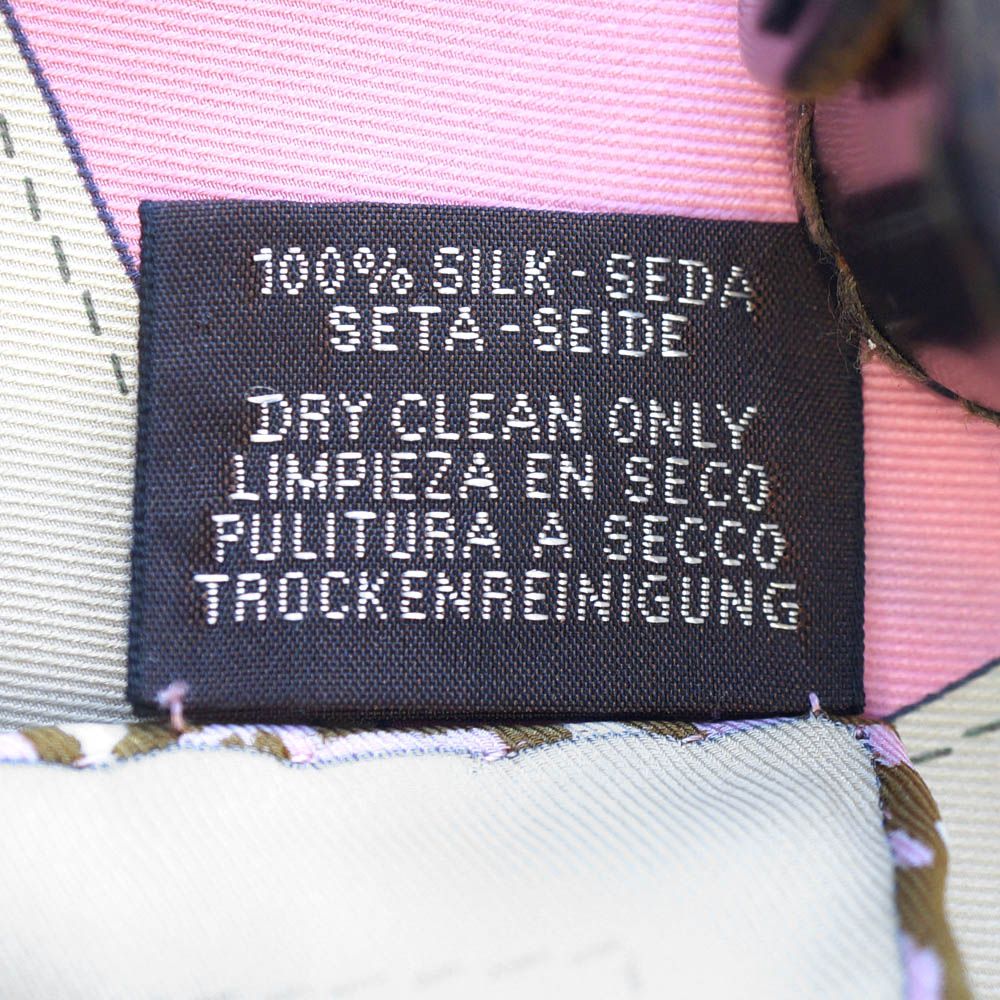 100% SILK - SEDA
SETA - SEIDE
DRY CLEAN ONLY
LIMPIEZA EN SECO
PULITURA A SECCO
TROCKENREINIGUNG